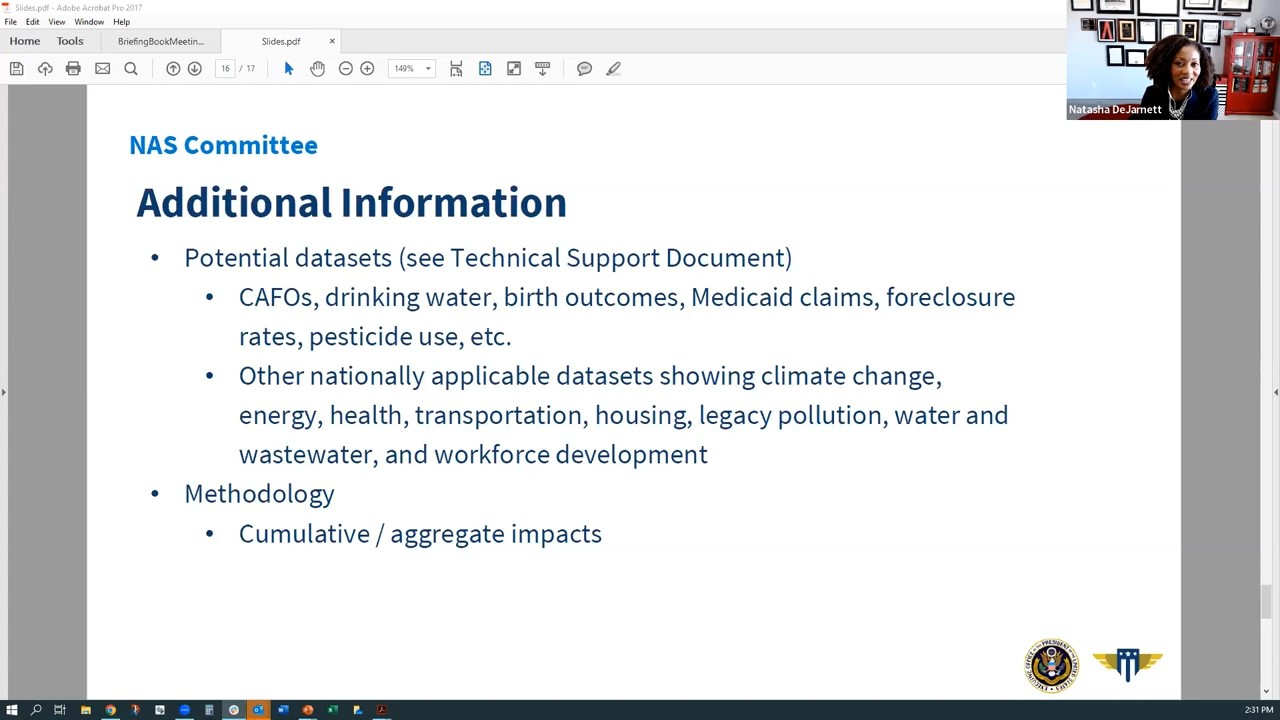 Slides.pdf - Adobe Acrobat Pro 2017
File Edit View Window Help
Home Tools BriefingBookMeetin... Slides.pdf ×
16 / 17 149%
Natasha DeJarnett
NAS Committee
Additional Information
• Potential datasets (see Technical Support Document)
• CAFOs, drinking water, birth outcomes, Medicaid claims, foreclosure
rates, pesticide use, etc.
• Other nationally applicable datasets showing climate change,
energy, health, transportation, housing, legacy pollution, water and
wastewater, and workforce development
• Methodology
• Cumulative / aggregate impacts
2:31 PM